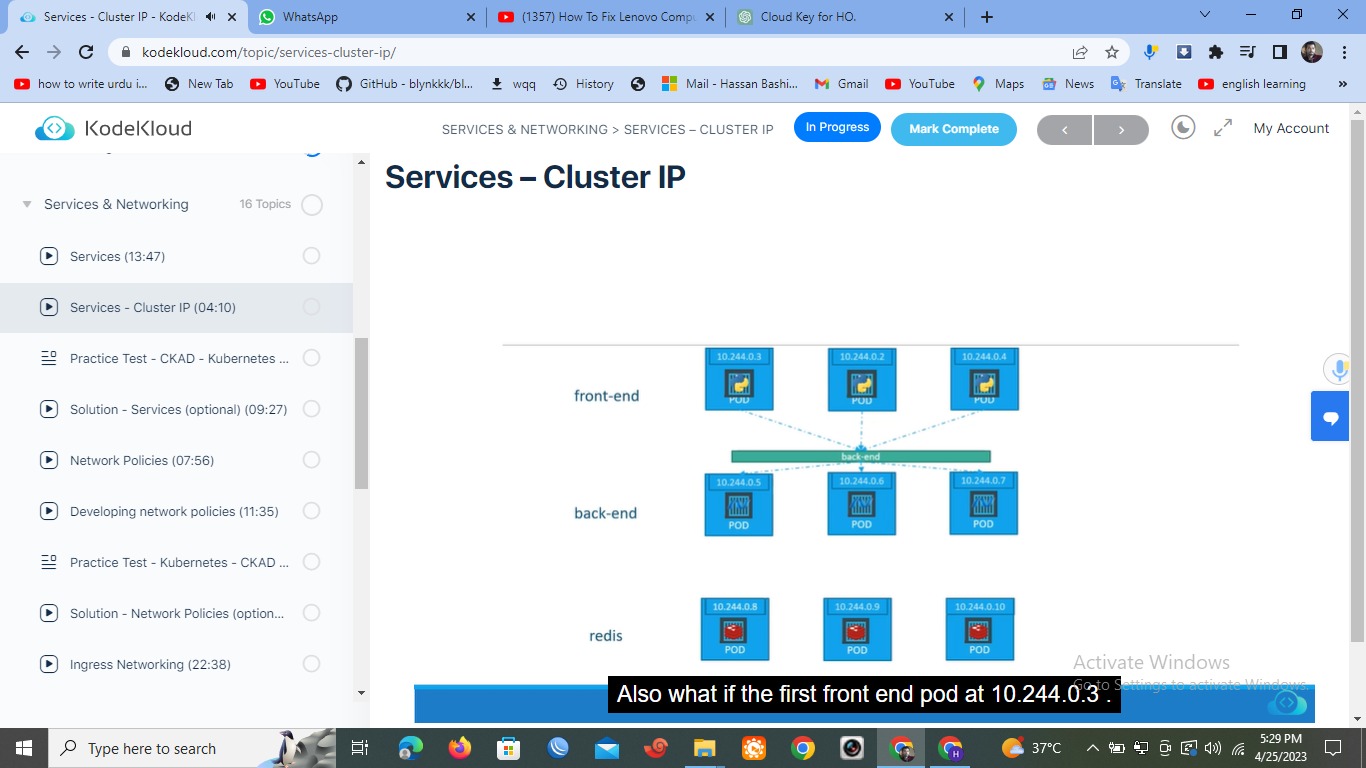 Services - Cluster IP - KodeKl
WhatsApp
(1357) How To Fix Lenovo Compu
Cloud Key for HO.
kodekloud.com/topic/services-cluster-ip/
how to write urdu i...
New Tab
YouTube
GitHub - blynkkk/bl...
wqq
History
Mail - Hassan Bashi...
Gmail
YouTube
Maps
News
Translate
english learning
»
KodeKloud
SERVICES & NETWORKING > SERVICES – CLUSTER IP
In Progress
Mark Complete
My Account
Services & Networking
16 Topics
Services (13:47)
Services - Cluster IP (04:10)
Practice Test - CKAD - Kubernetes ...
Solution - Services (optional) (09:27)
Network Policies (07:56)
Developing network policies (11:35)
Practice Test - Kubernetes - CKAD ...
Solution - Network Policies (option...
Ingress Networking (22:38)
Services – Cluster IP
10.244.0.3
10.244.0.2
10.244.0.4
front-end
POD
POD
POD
back-end
10.244.0.5
10.244.0.6
10.244.0.7
back-end
POD
POD
POD
10.244.0.8
10.244.0.9
10.244.0.10
redis
POD
POD
POD
Activate Windows
Go to Settings to activate Windows.
Also what if the first front end pod at 10.244.0.3 .
Type here to search
H
37°C
5:29 PM
4/25/2023